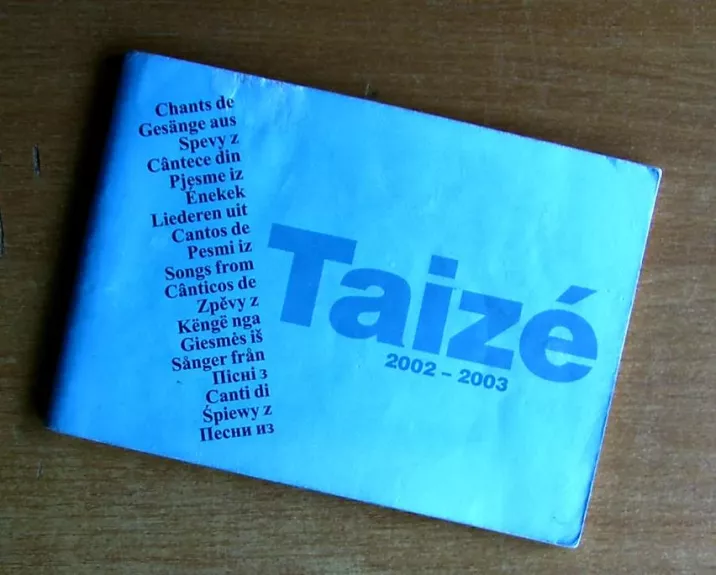 Chants de
Gesänge aus
Spevy z
Cântece din
Pjesme iz
Énekek
Liederen uit
Cantos de
Pesmi iz
Songs from
Cânticos de
Zpěvy z
Këngë nga
Giesmės iš
Sånger från
Пісні з
Canti di
Śpiewy z
Песни из
Taizé
2002 – 2003